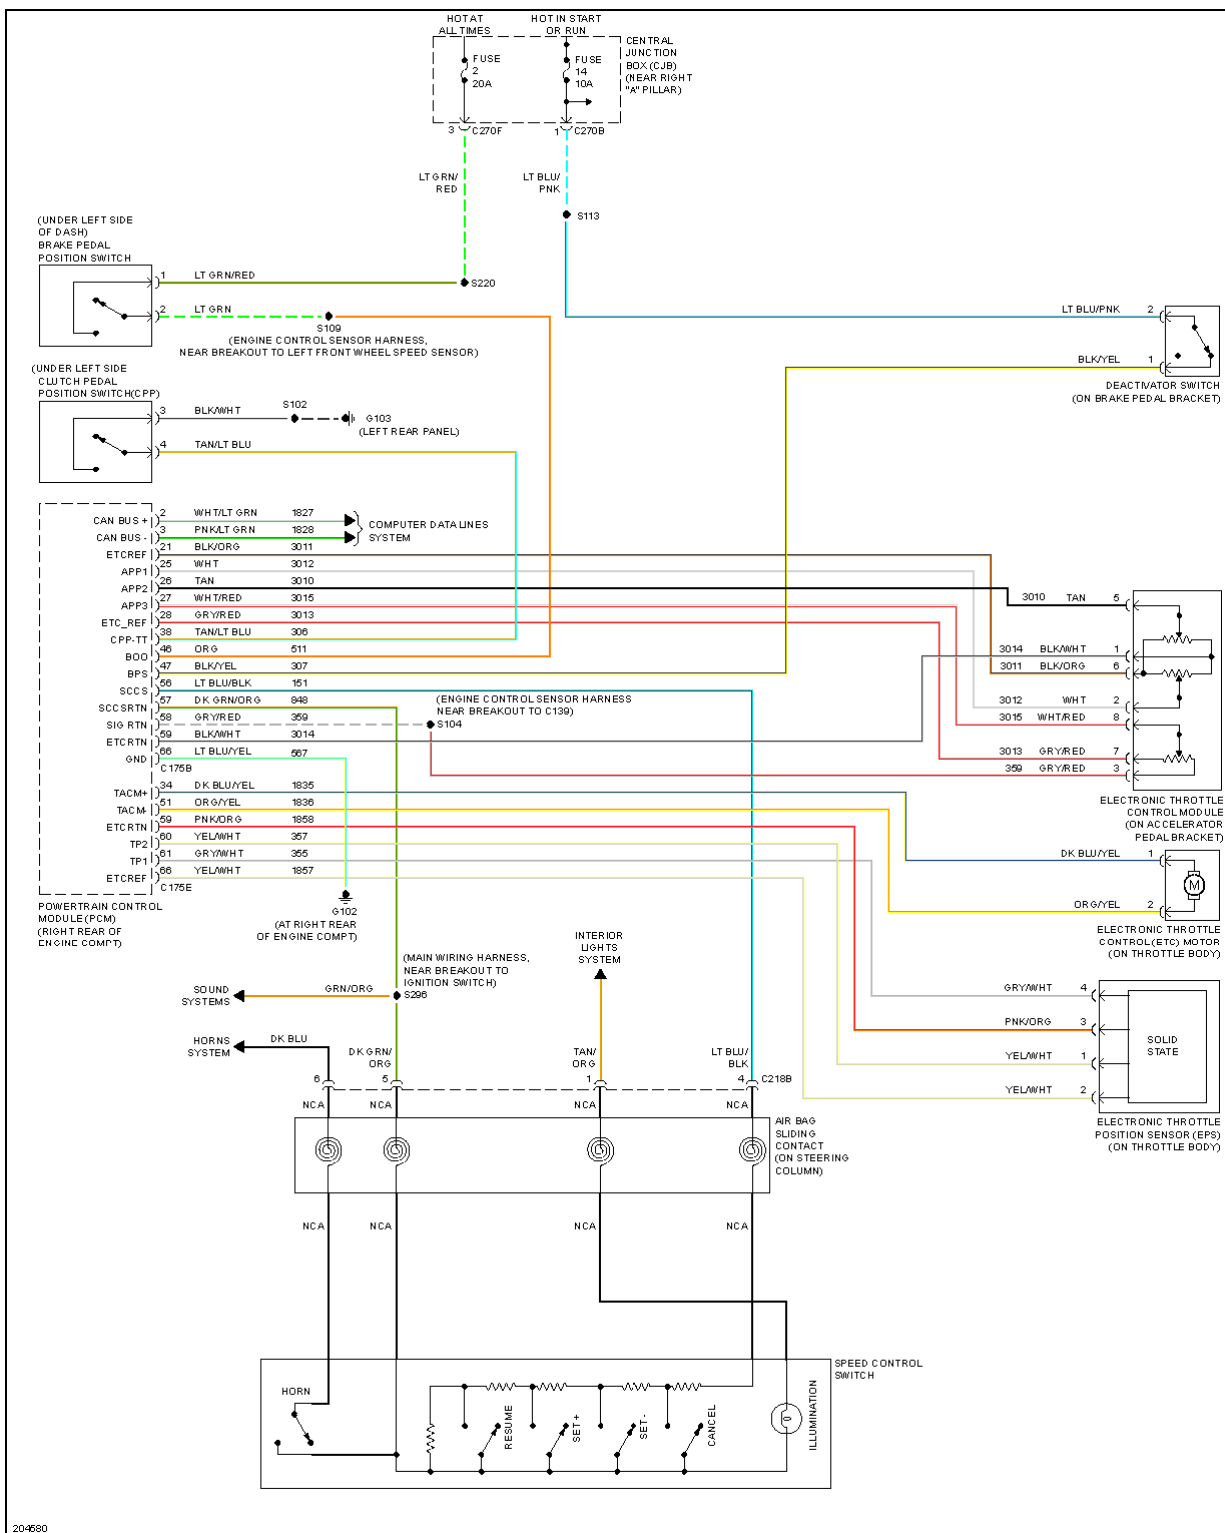 HOT AT
ALL TIMES
HOT IN START
OR RUN
FUSE
2
20A
FUSE
14
10A
CENTRAL
JUNCTION
BOX (CJB)
(NEAR RIGHT
"A" PILLAR)
3 C270F
1 C270B
LT GRN/
RED
LT BLU/
PNK
S113
(UNDER LEFT SIDE
OF DASH)
BRAKE PEDAL
POSITION SWITCH
1 LT GRN/RED
S220
2 LT GRN
S109
(ENGINE CONTROL SENSOR HARNESS,
NEAR BREAKOUT TO LEFT FRONT WHEEL SPEED SENSOR)
LT BLU/PNK 2
BLK/YEL 1
DEACTIVATOR SWITCH
(ON BRAKE PEDAL BRACKET)
(UNDER LEFT SIDE
CLUTCH PEDAL
POSITION SWITCH(CPP)
3 BLK/WHT
S102
G103
(LEFT REAR PANEL)
4 TAN/LT BLU
CAN BUS + 2 WHT/LT GRN 1827
CAN BUS - 3 PNK/LT GRN 1828
COMPUTER DATA LINES
SYSTEM
ETCREF 21 BLK/ORG 3011
APP1 25 WHT 3012
APP2 26 TAN 3010
APP3 27 WHT/RED 3015
ETC_REF 28 GRY/RED 3013
CPP-TT 38 TAN/LT BLU 306
BOO 46 ORG 511
BPS 47 BLK/YEL 307
SCCS 56 LT BLU/BLK 151
SCCSRTN 57 DK GRN/ORG 848
SIG RTN 58 GRY/RED 359
ETCRTN 59 BLK/WHT 3014
GND 66 LT BLU/YEL 567
C175B
TACM+ 34 DK BLU/YEL 1835
TACM- 51 ORG/YEL 1836
ETCRTN 59 PNK/ORG 1858
TP2 60 YEL/WHT 357
TP1 61 GRY/WHT 355
ETCREF 66 YEL/WHT 1857
C175E
POWERTRAIN CONTROL
MODULE (PCM)
(RIGHT REAR OF
ENGINE COMPT)
(ENGINE CONTROL SENSOR HARNESS
NEAR BREAKOUT TO C139)
S104
G102
(AT RIGHT REAR
OF ENGINE COMPT)
3010 TAN 5
3014 BLK/WHT 1
3011 BLK/ORG 6
3012 WHT 2
3015 WHT/RED 8
3013 GRY/RED 7
359 GRY/RED 3
ELECTRONIC THROTTLE
CONTROL MODULE
(ON ACCELERATOR
PEDAL BRACKET)
DK BLU/YEL 1
M
ORG/YEL 2
ELECTRONIC THROTTLE
CONTROL (ETC) MOTOR
(ON THROTTLE BODY)
GRY/WHT 4
PNK/ORG 3
YEL/WHT 1
YEL/WHT 2
SOLID
STATE
ELECTRONIC THROTTLE
POSITION SENSOR (EPS)
(ON THROTTLE BODY)
INTERIOR
LIGHTS
SYSTEM
(MAIN WIRING HARNESS,
NEAR BREAKOUT TO
IGNITION SWITCH)
S296
SOUND
SYSTEMS
GRN/ORG
HORNS
SYSTEM
DK BLU
DK GRN/
ORG
TAN/
ORG
LT BLU/
BLK
6 5 1 4 C218B
NCA NCA NCA NCA
AIR BAG
SLIDING
CONTACT
(ON STEERING
COLUMN)
NCA NCA NCA NCA
SPEED CONTROL
SWITCH
HORN
RESUME
SET +
SET -
CANCEL
ILLUMINATION
204580